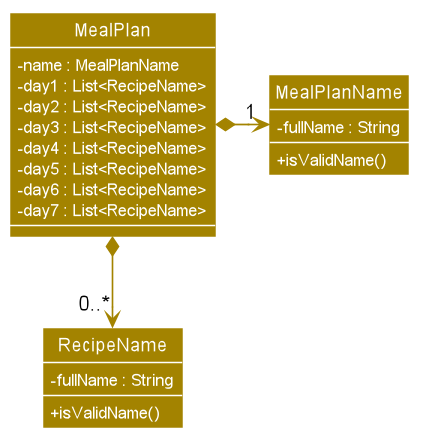 MealPlan
-name : MealPlanName
-day1 : List<RecipeName>
-day2 : List<RecipeName>
-day3 : List<RecipeName>
-day4 : List<RecipeName>
-day5 : List<RecipeName>
-day6 : List<RecipeName>
-day7 : List<RecipeName>
1
MealPlanName
-fullName : String
+isValidName()
0..*
RecipeName
-fullName : String
+isValidName()